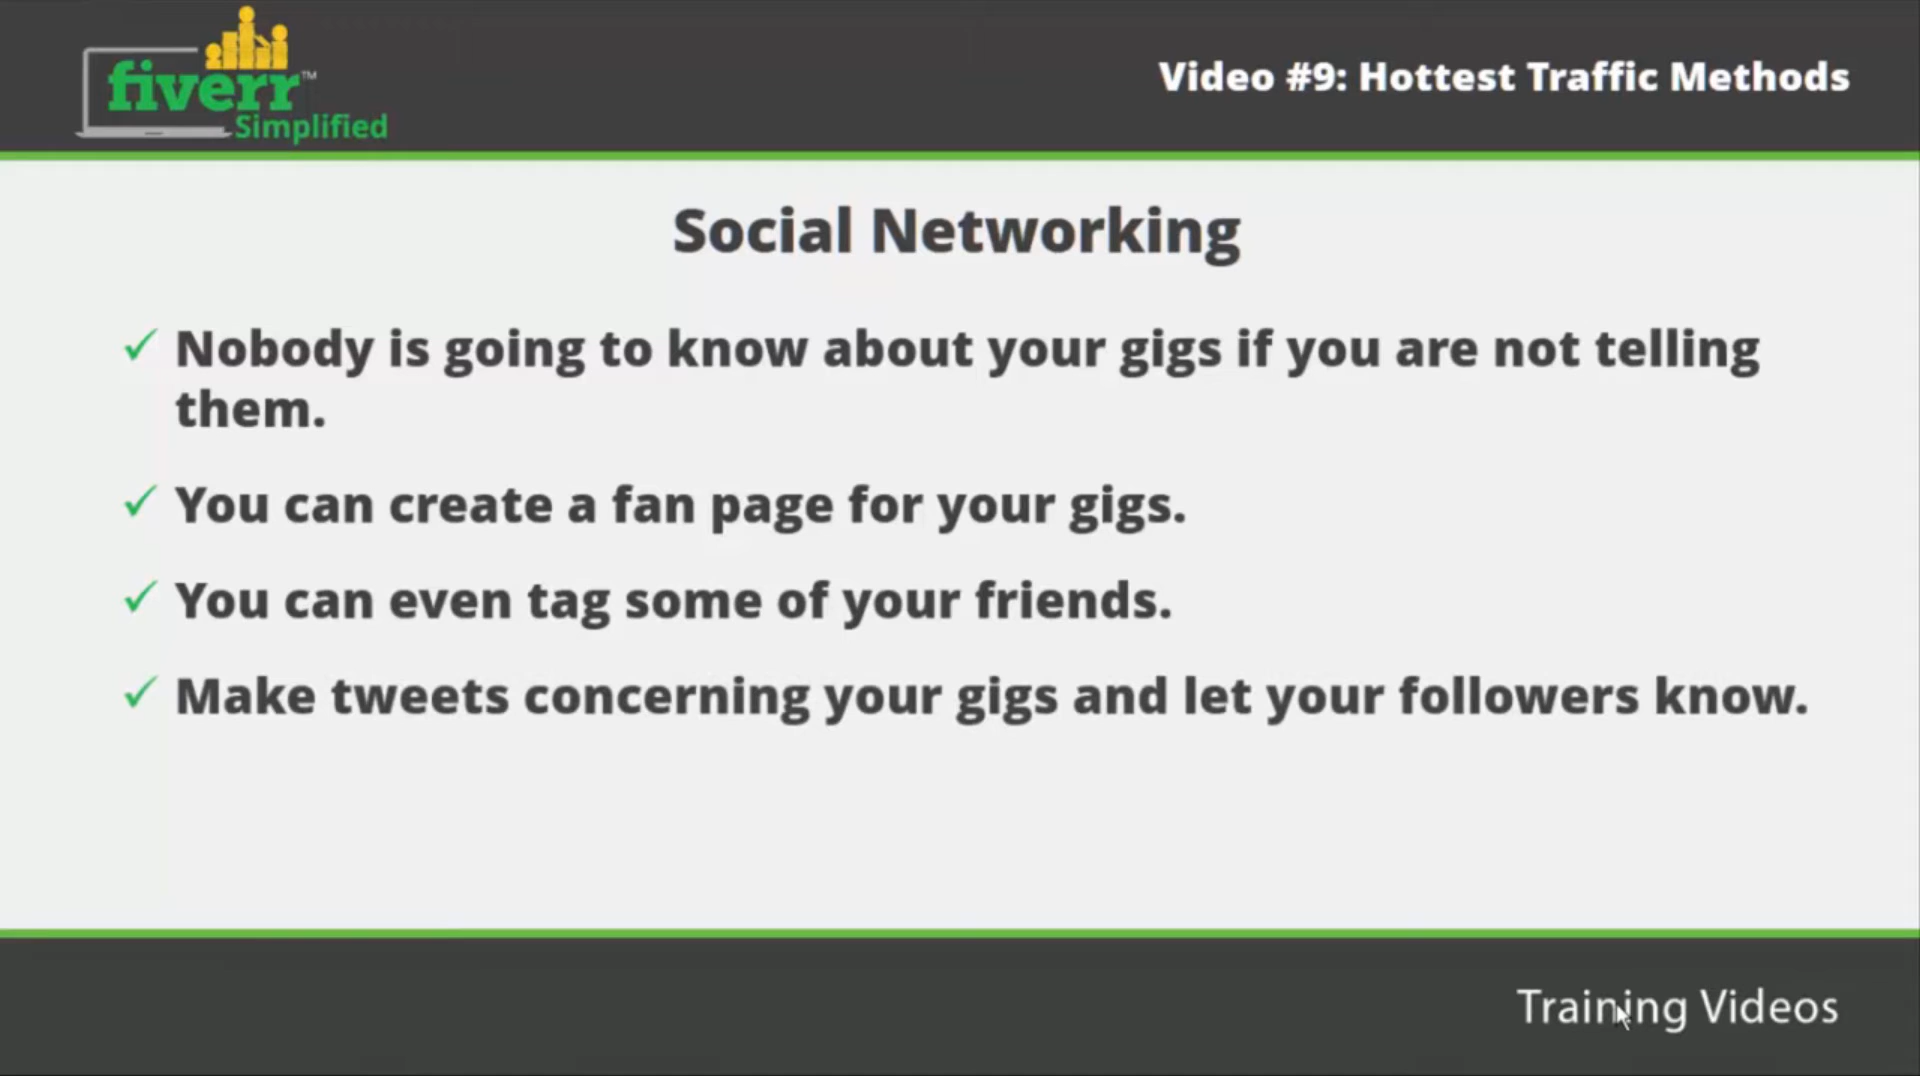 fiverr™
Simplified
Video #9: Hottest Traffic Methods
Social Networking
✓ Nobody is going to know about your gigs if you are not telling
them.
✓ You can create a fan page for your gigs.
✓ You can even tag some of your friends.
✓ Make tweets concerning your gigs and let your followers know.
Training Videos